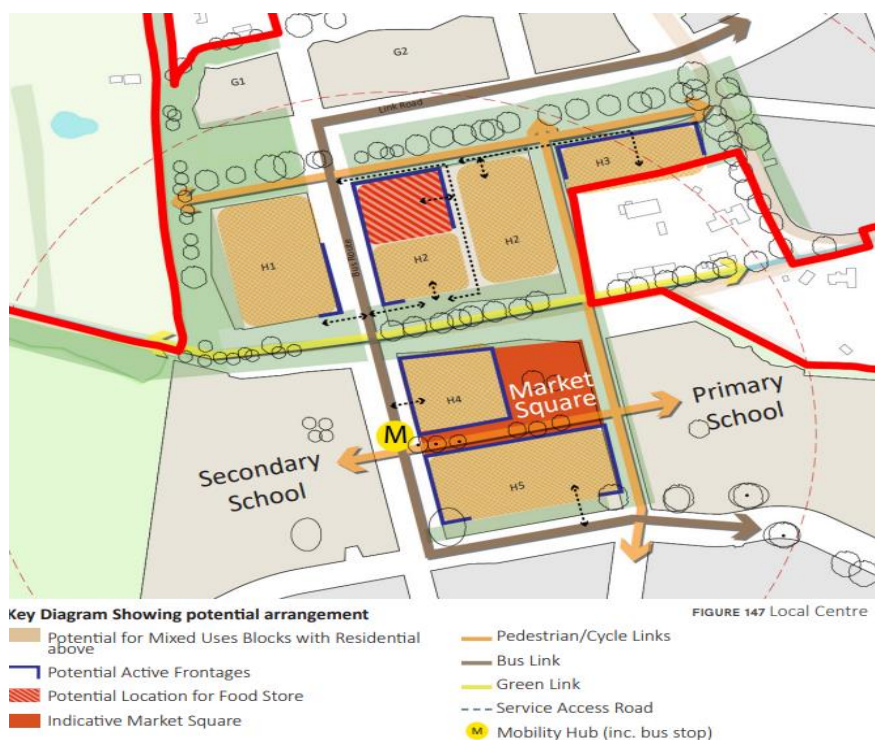 G1
G2
Link Road
H3
Bus Route
H1
H2
H2
H4
Market
Square
Primary
School
M
Secondary
School
H5
Key Diagram Showing potential arrangement
FIGURE 147 Local Centre
Potential for Mixed Uses Blocks with Residential
above
Potential Active Frontages
Potential Location for Food Store
Indicative Market Square
Pedestrian/Cycle Links
Bus Link
Green Link
Service Access Road
M Mobility Hub (inc. bus stop)